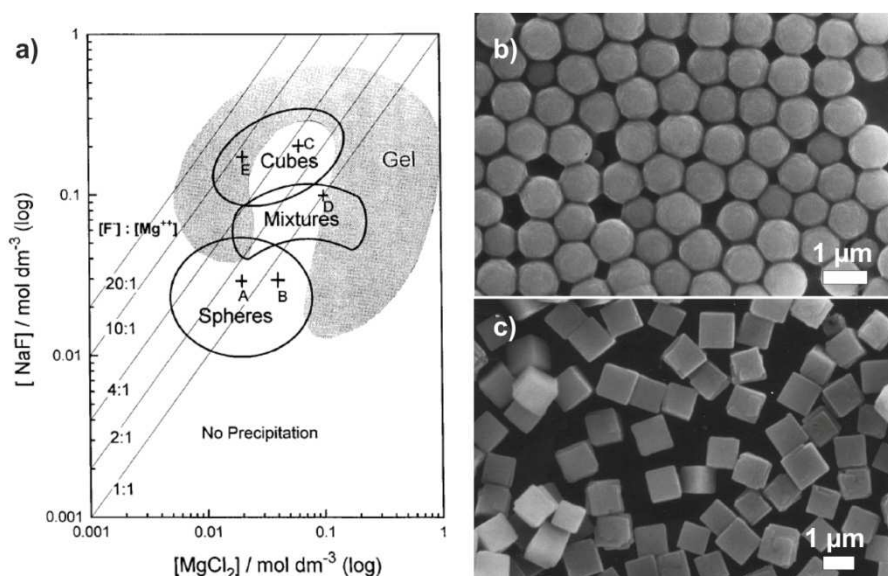 a)
1
0.1
0.01
0.001
[ NaF] / mol dm⁻³ (log)
[F⁻] : [Mg⁺⁺]
20:1
10:1
4:1
2:1
1:1
E
C
Cubes
Gel
D
Mixtures
A
B
Spheres
No Precipitation
0.001
0.01
0.1
1
[MgCl₂] / mol dm⁻³ (log)
b)
1 µm
c)
1 µm